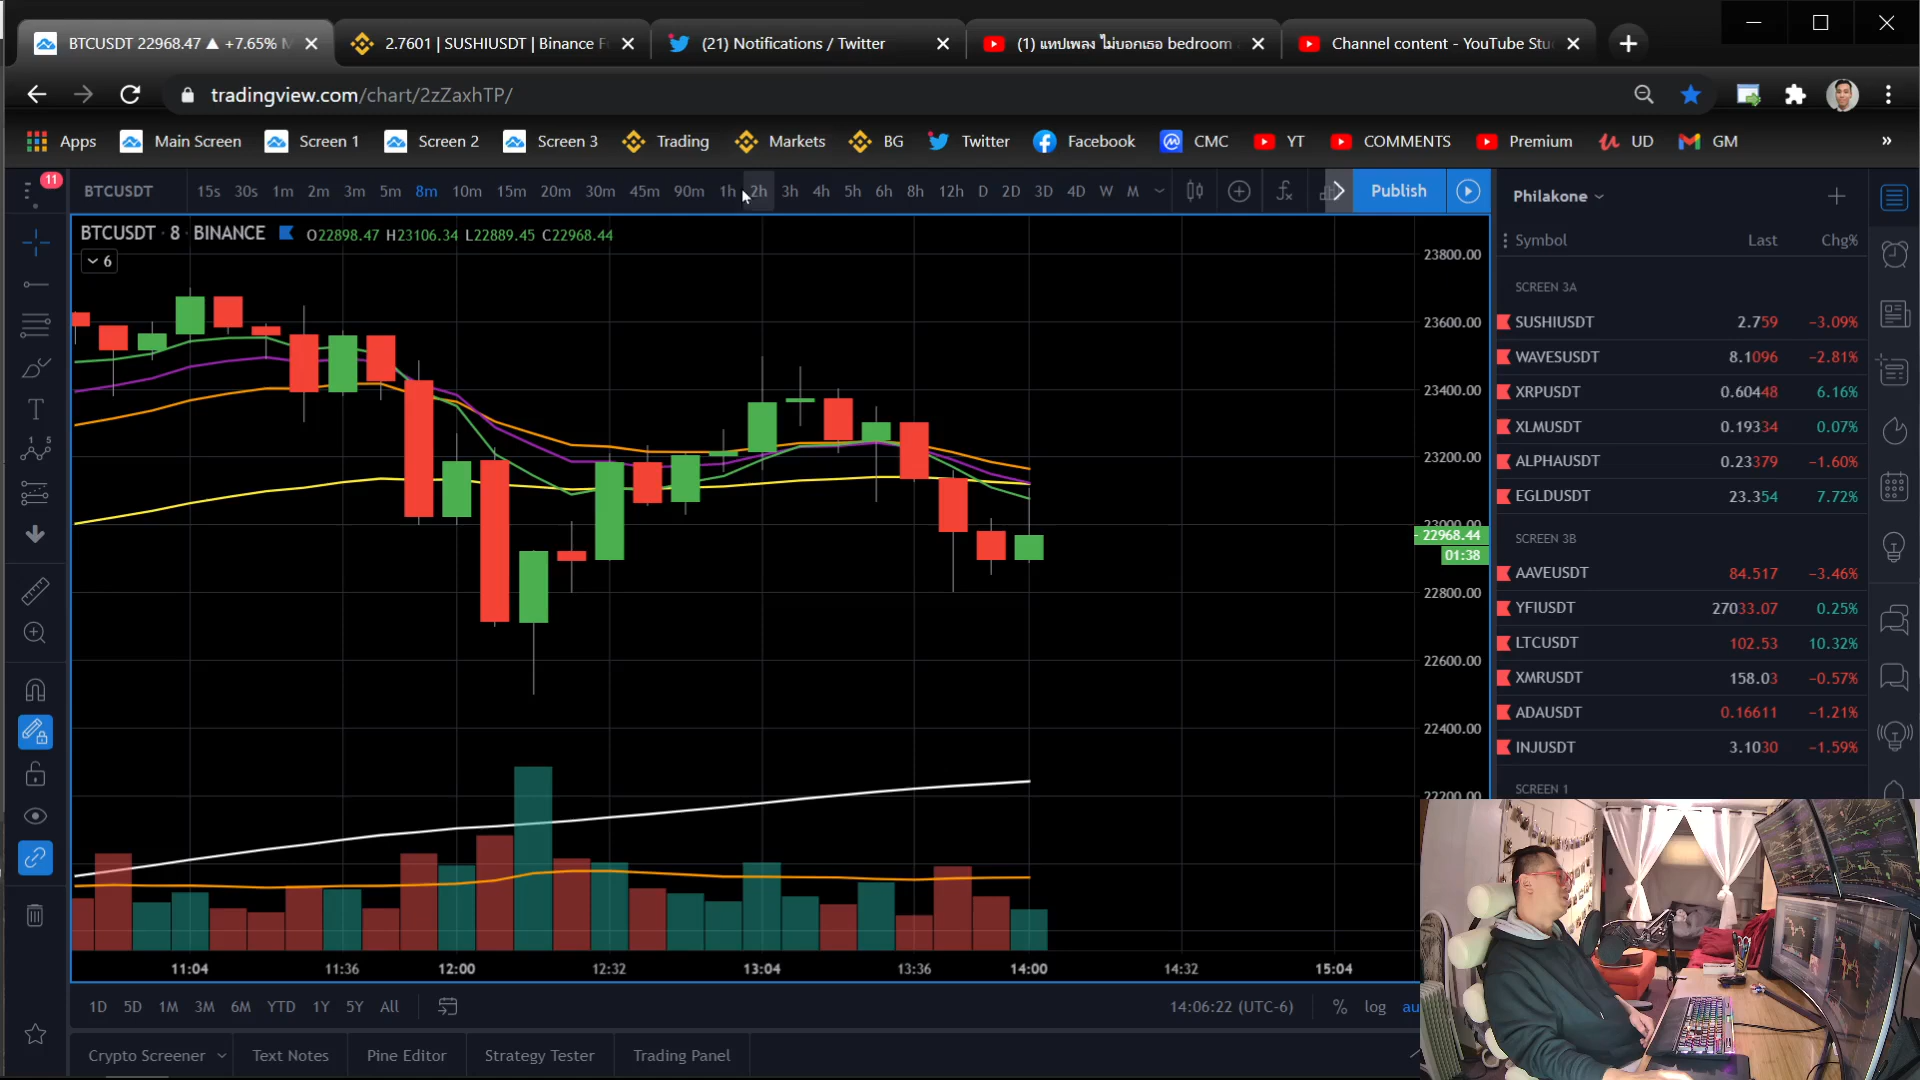 BTCUSDT 22968.47 ▲ +7.65%
2.7601 | SUSHIUSDT | Binance F
(21) Notifications / Twitter
(1) แทปเพลง ไม่บอกเธอ bedroom
Channel content - YouTube Stu
tradingview.com/chart/2zZaxhTP/
Apps Main Screen Screen 1 Screen 2 Screen 3 Trading Markets BG Twitter Facebook CMC YT COMMENTS Premium UD GM »
11
BTCUSDT 15s 30s 1m 2m 3m 5m 8m 10m 15m 20m 30m 45m 90m 1h 2h 3h 4h 5h 6h 8h 12h D 2D 3D 4D W M Publish
BTCUSDT · 8 · BINANCE O22898.47 H23106.34 L22889.45 C22968.44
6
23800.00
23600.00
23400.00
23200.00
23000.00
22968.44
01:38
22800.00
22600.00
22400.00
22200.00
11:04 11:36 12:00 12:32 13:04 13:36 14:00 14:32 15:04
1D 5D 1M 3M 6M YTD 1Y 5Y All 14:06:22 (UTC-6) % log au
Crypto Screener Text Notes Pine Editor Strategy Tester Trading Panel
Philakone
Symbol Last Chg%
SCREEN 3A
SUSHIUSDT 2.759 −3.09%
WAVESUSDT 8.1096 −2.81%
XRPUSDT 0.60448 6.16%
XLMUSDT 0.19334 0.07%
ALPHAUSDT 0.23379 −1.60%
EGLDUSDT 23.354 7.72%
SCREEN 3B
AAVEUSDT 84.517 −3.46%
YFIUSDT 27033.07 0.25%
LTCUSDT 102.53 10.32%
XMRUSDT 158.03 −0.57%
ADAUSDT 0.16611 −1.21%
INJUSDT 3.1030 −1.59%
SCREEN 1